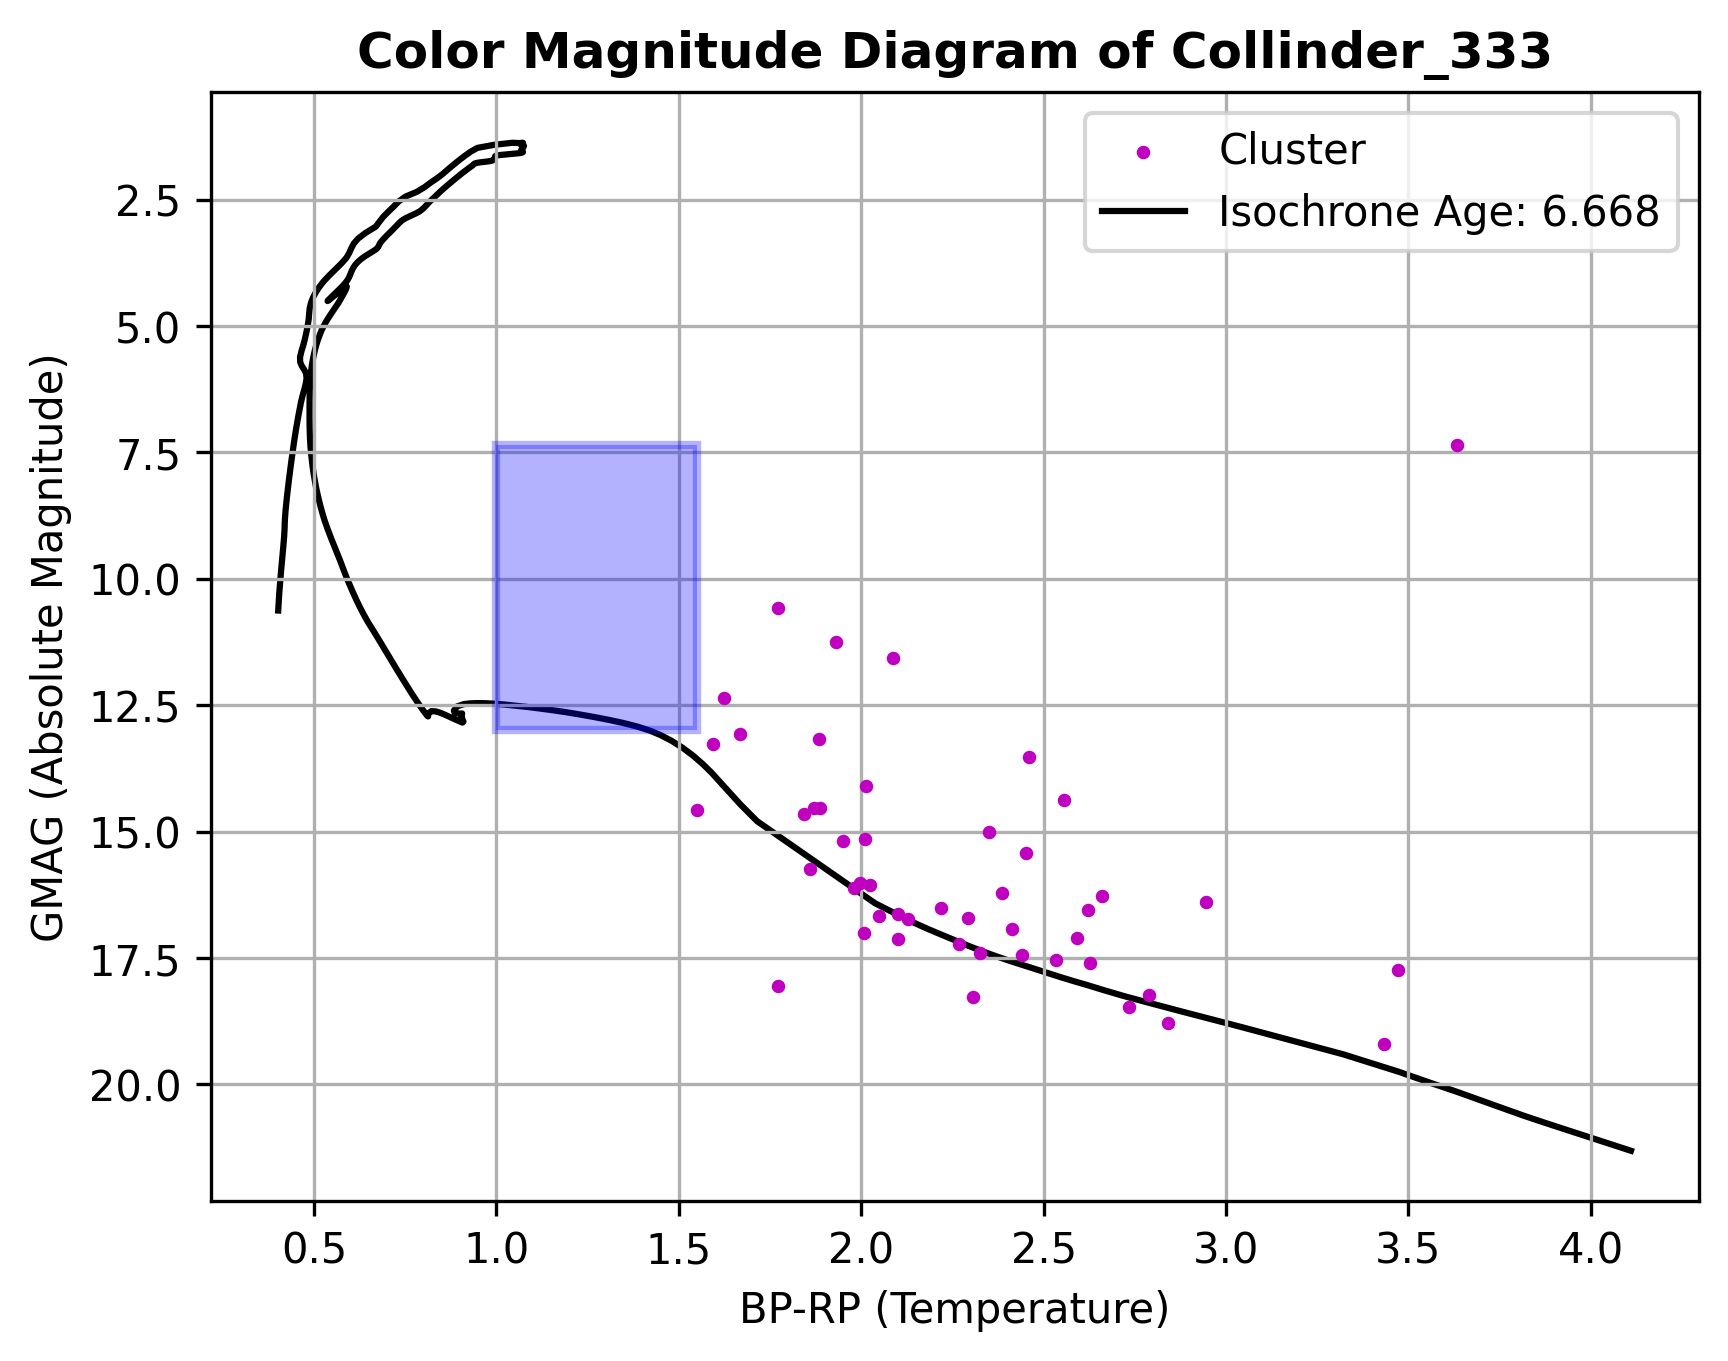 Color Magnitude Diagram of Collinder_333
Cluster
Isochrone Age: 6.668
GMAG (Absolute Magnitude)
2.5
5.0
7.5
10.0
12.5
15.0
17.5
20.0
0.5 1.0 1.5 2.0 2.5 3.0 3.5 4.0
BP-RP (Temperature)